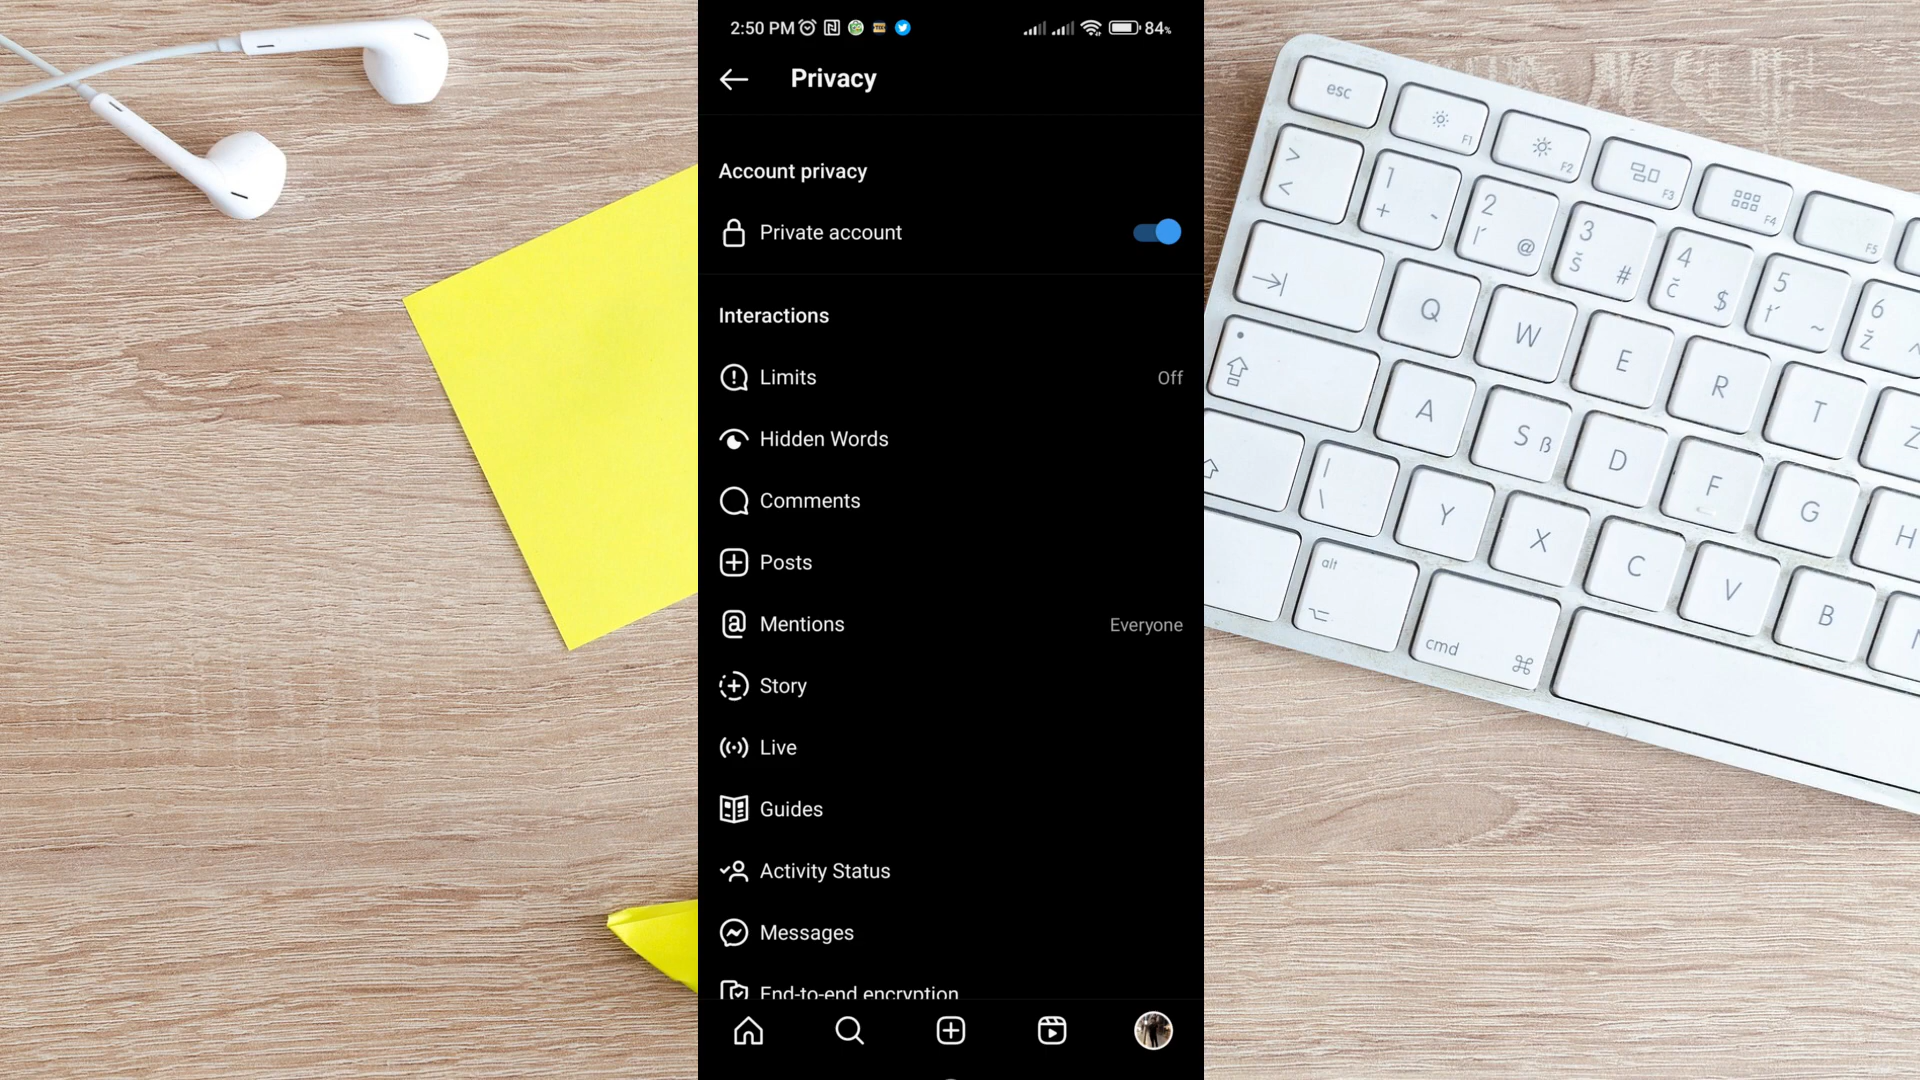 2:50 PM
84%
Privacy
Account privacy
Private account
Interactions
Limits
Off
Hidden Words
Comments
Posts
Mentions
Everyone
Story
Live
Guides
Activity Status
Messages
End-to-end encryption
esc
F1
F2
F3
F4
F5
> <
1 + ˇ
2 ľ @
3 š #
4 č $
5 ť ~
6 ž ^
Q W E R T Z
A S ß D F G H
| \ Y X C V B
alt
cmd ⌘